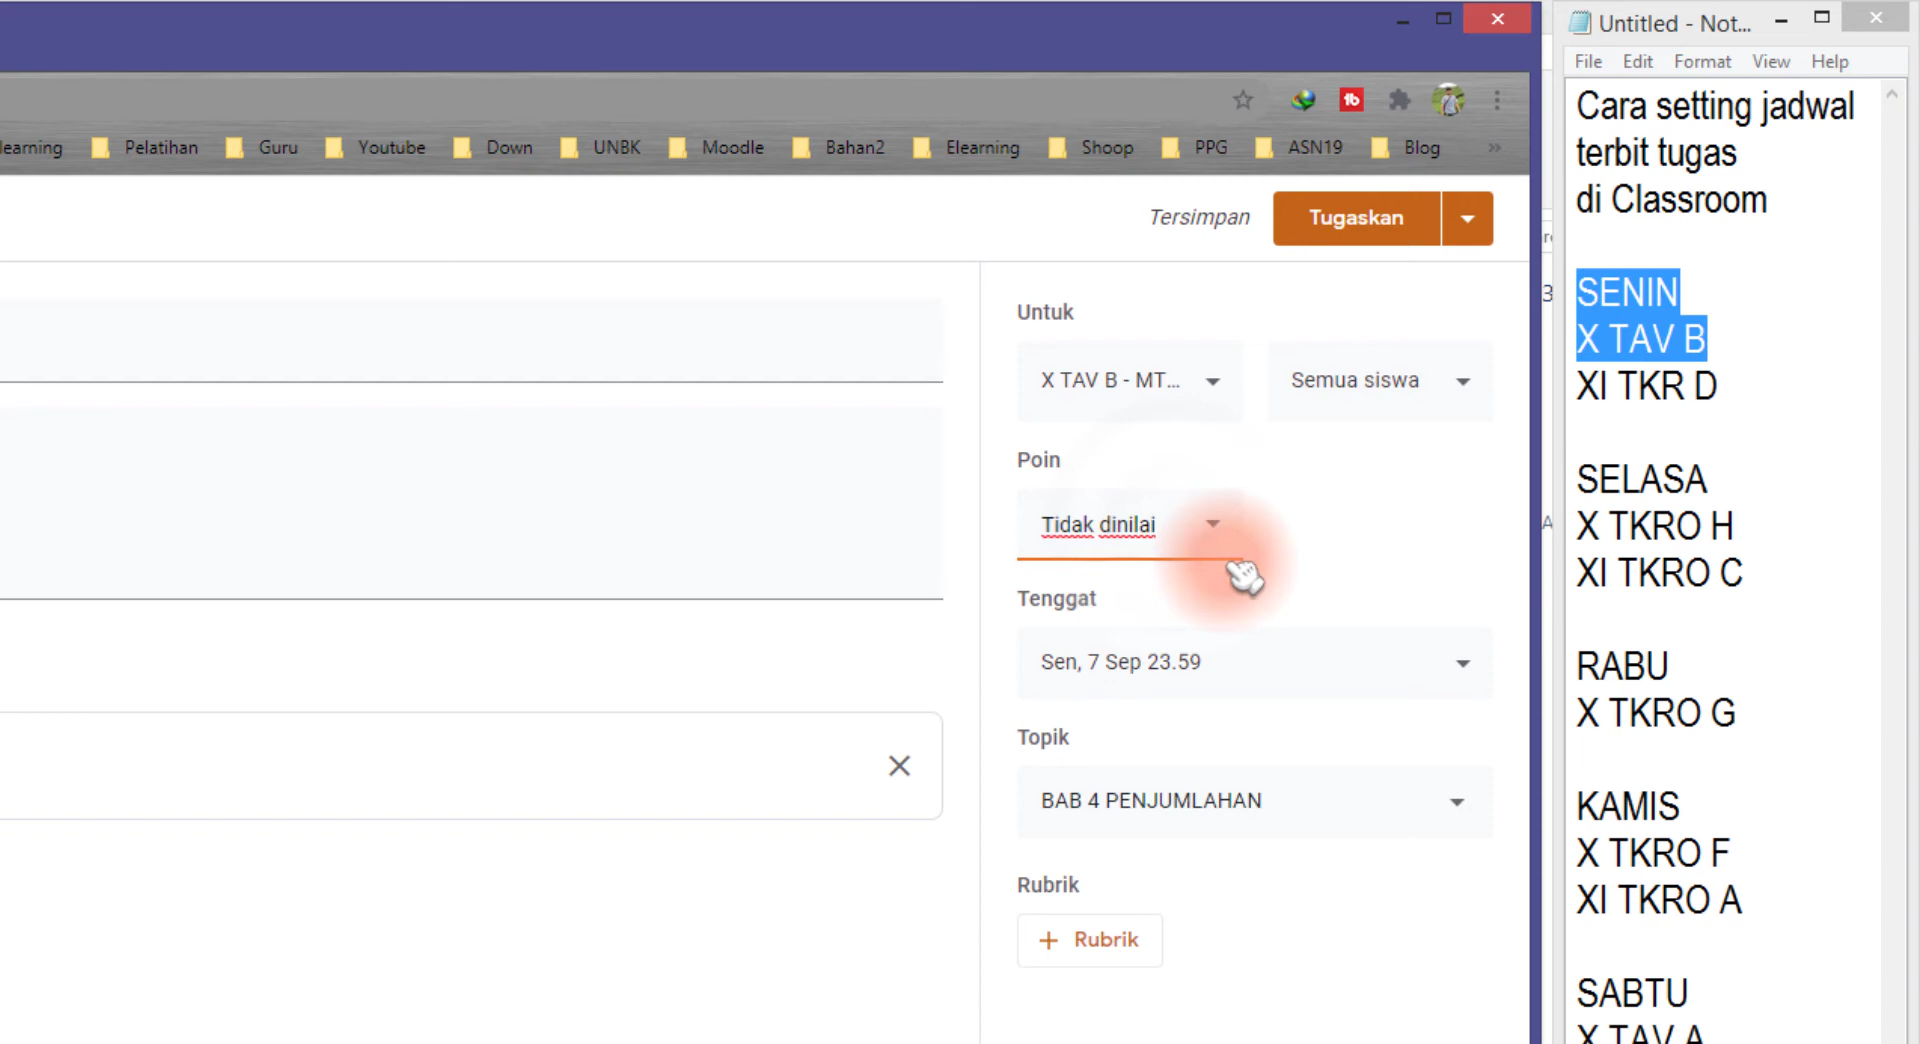 Untitled - Not...
File Edit Format View Help
learning Pelatihan Guru Youtube Down UNBK Moodle Bahan2 Elearning Shoop PPG ASN19 Blog »
Tersimpan
Tugaskan
Untuk
X TAV B - MT...
Semua siswa
Poin
Tidak dinilai
Tenggat
Sen, 7 Sep 23.59
Topik
BAB 4 PENJUMLAHAN
Rubrik
+ Rubrik
Cara setting jadwal
terbit tugas
di Classroom
SENIN
X TAV B
XI TKR D
SELASA
X TKRO H
XI TKRO C
RABU
X TKRO G
KAMIS
X TKRO F
XI TKRO A
SABTU
X TAV A